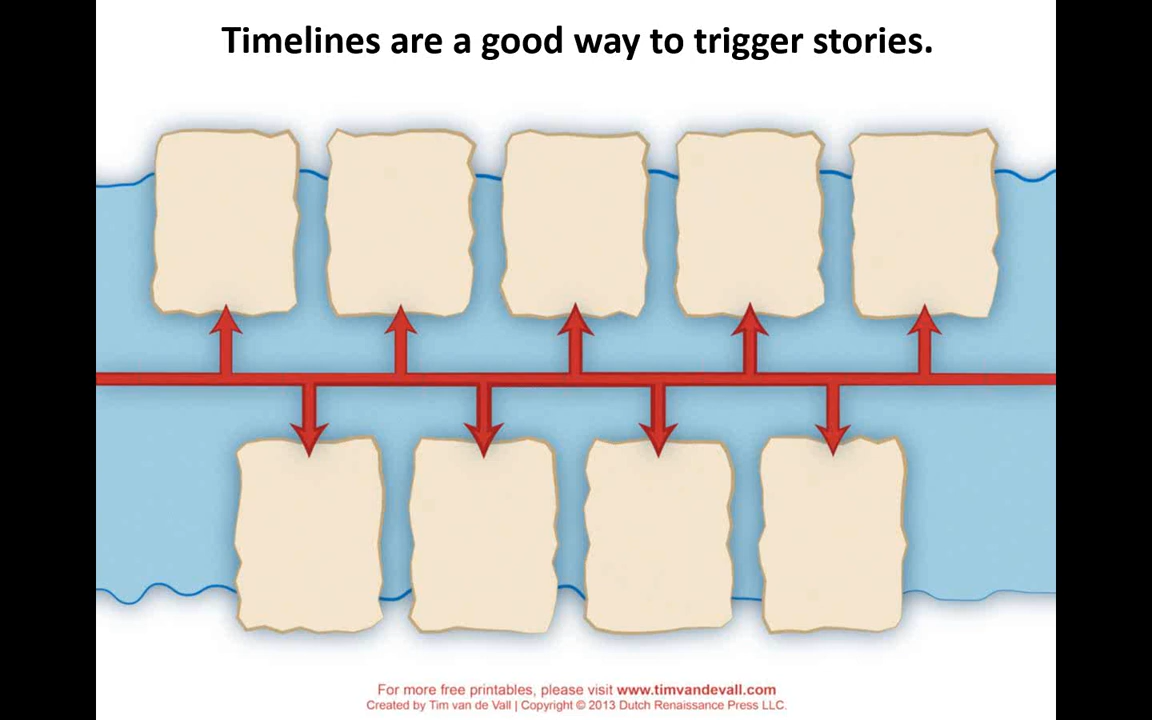 Timelines are a good way to trigger stories.
For more free printables, please visit www.timvandevall.com
Created by Tim van de Vall | Copyright © 2013 Dutch Renaissance Press LLC.